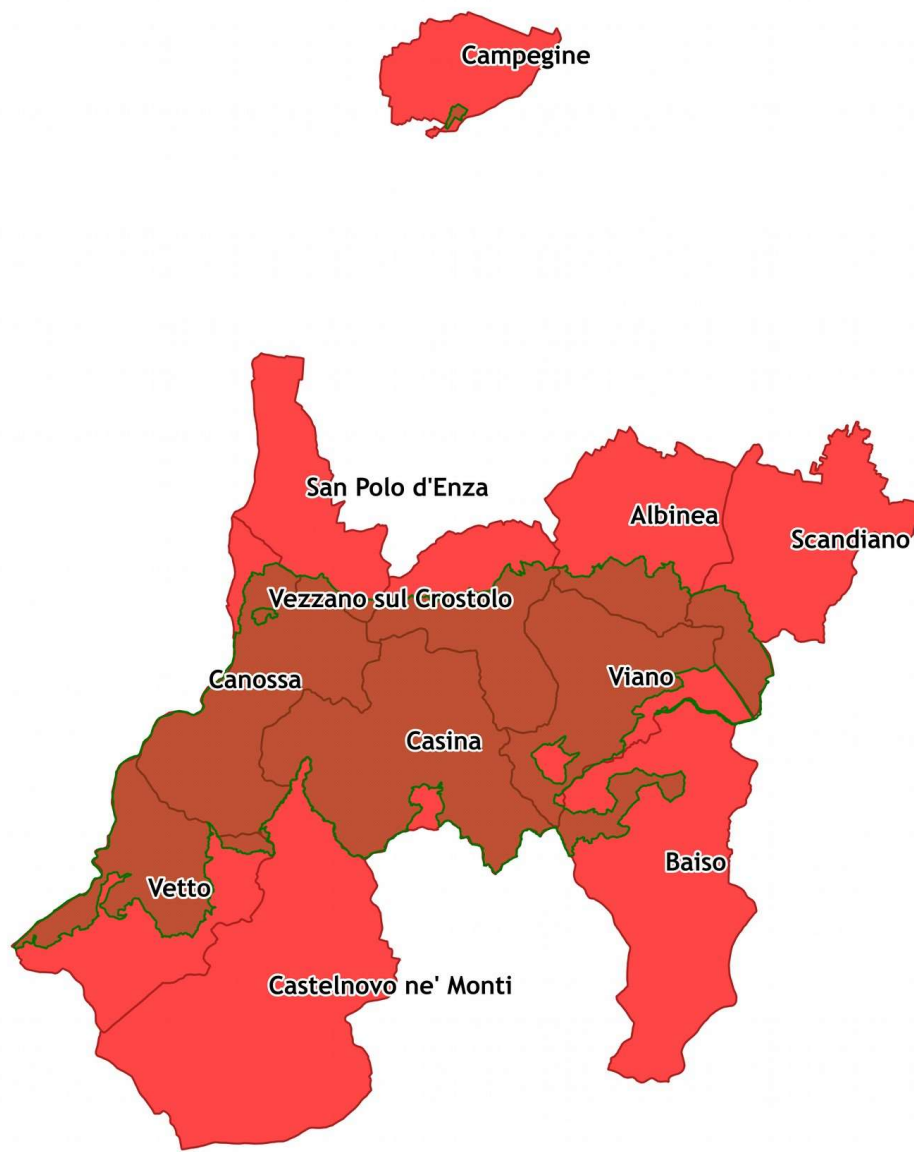 Campegine
San Polo d'Enza
Albinea
Scandiano
Vezzano sul Crostolo
Canossa
Viano
Casina
Baiso
Vetto
Castelnovo ne' Monti